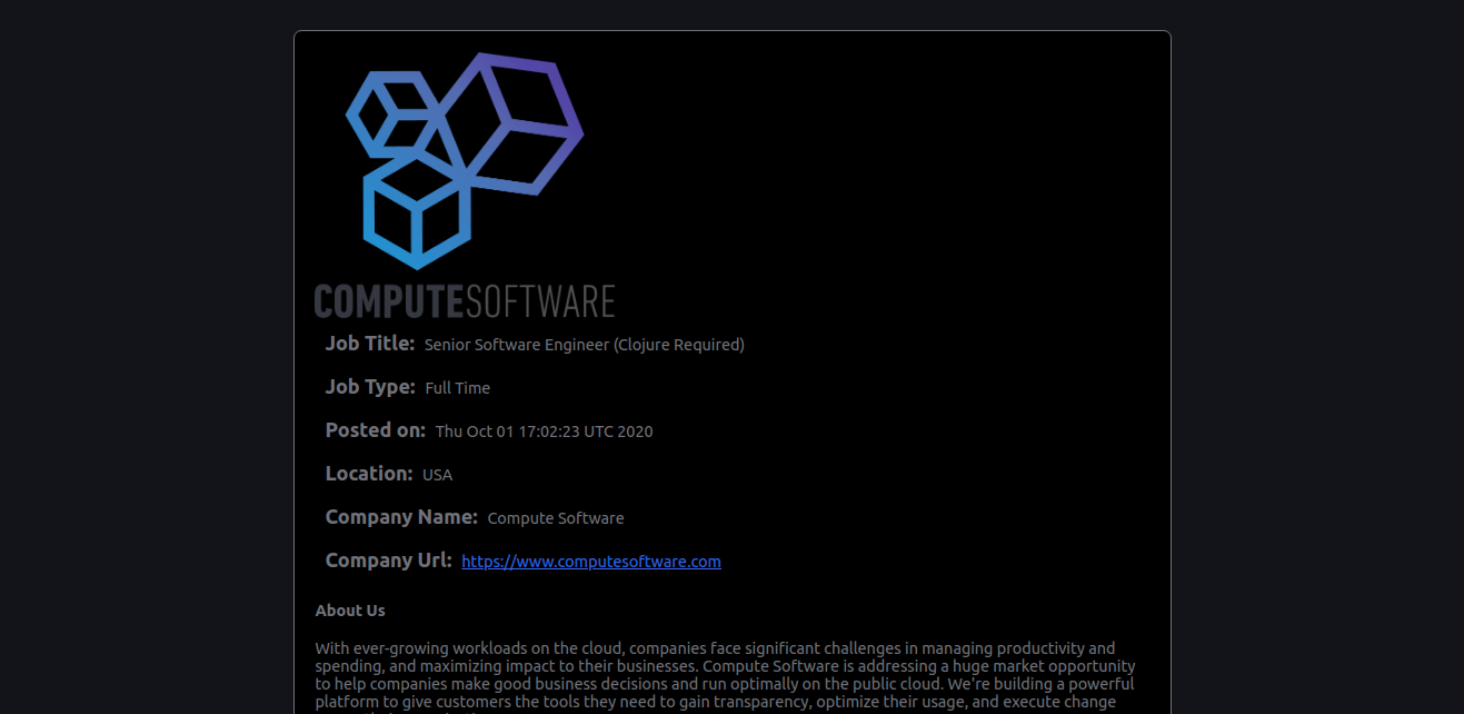 COMPUTESOFTWARE
Job Title: Senior Software Engineer (Clojure Required)
Job Type: Full Time
Posted on: Thu Oct 01 17:02:23 UTC 2020
Location: USA
Company Name: Compute Software
Company Url: https://www.computesoftware.com
About Us
With ever-growing workloads on the cloud, companies face significant challenges in managing productivity and
spending, and maximizing impact to their businesses. Compute Software is addressing a huge market opportunity
to help companies make good business decisions and run optimally on the public cloud. We're building a powerful
platform to give customers the tools they need to gain transparency, optimize their usage, and execute change